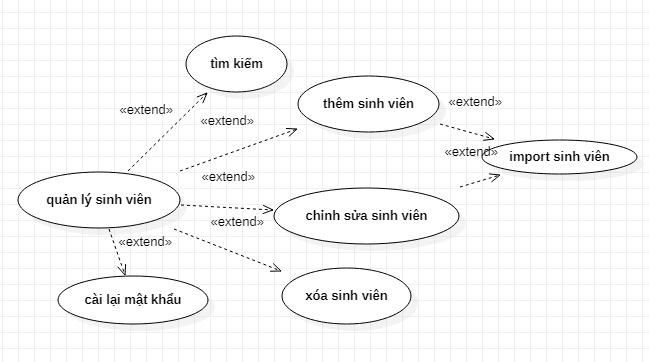 tìm kiếm
«extend»
thêm sinh viên
«extend»
«extend»
«extend»
import sinh viên
«extend»
quản lý sinh viên
chỉnh sửa sinh viên
«extend»
«extend»
cài lại mật khẩu
xóa sinh viên